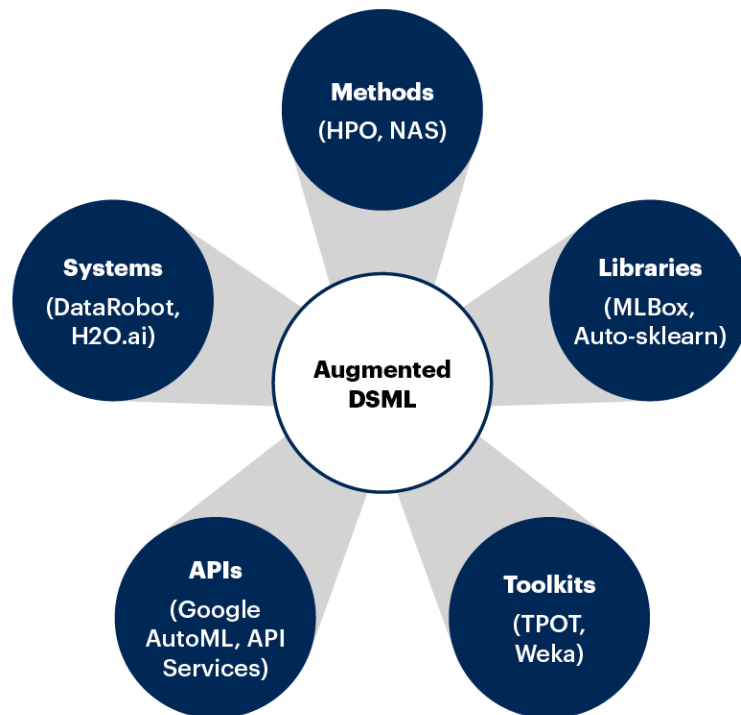 Methods
(HPO, NAS)
Systems
(DataRobot,
H2O.ai)
Libraries
(MLBox,
Auto-sklearn)
Augmented
DSML
APIs
(Google
AutoML, API
Services)
Toolkits
(TPOT,
Weka)